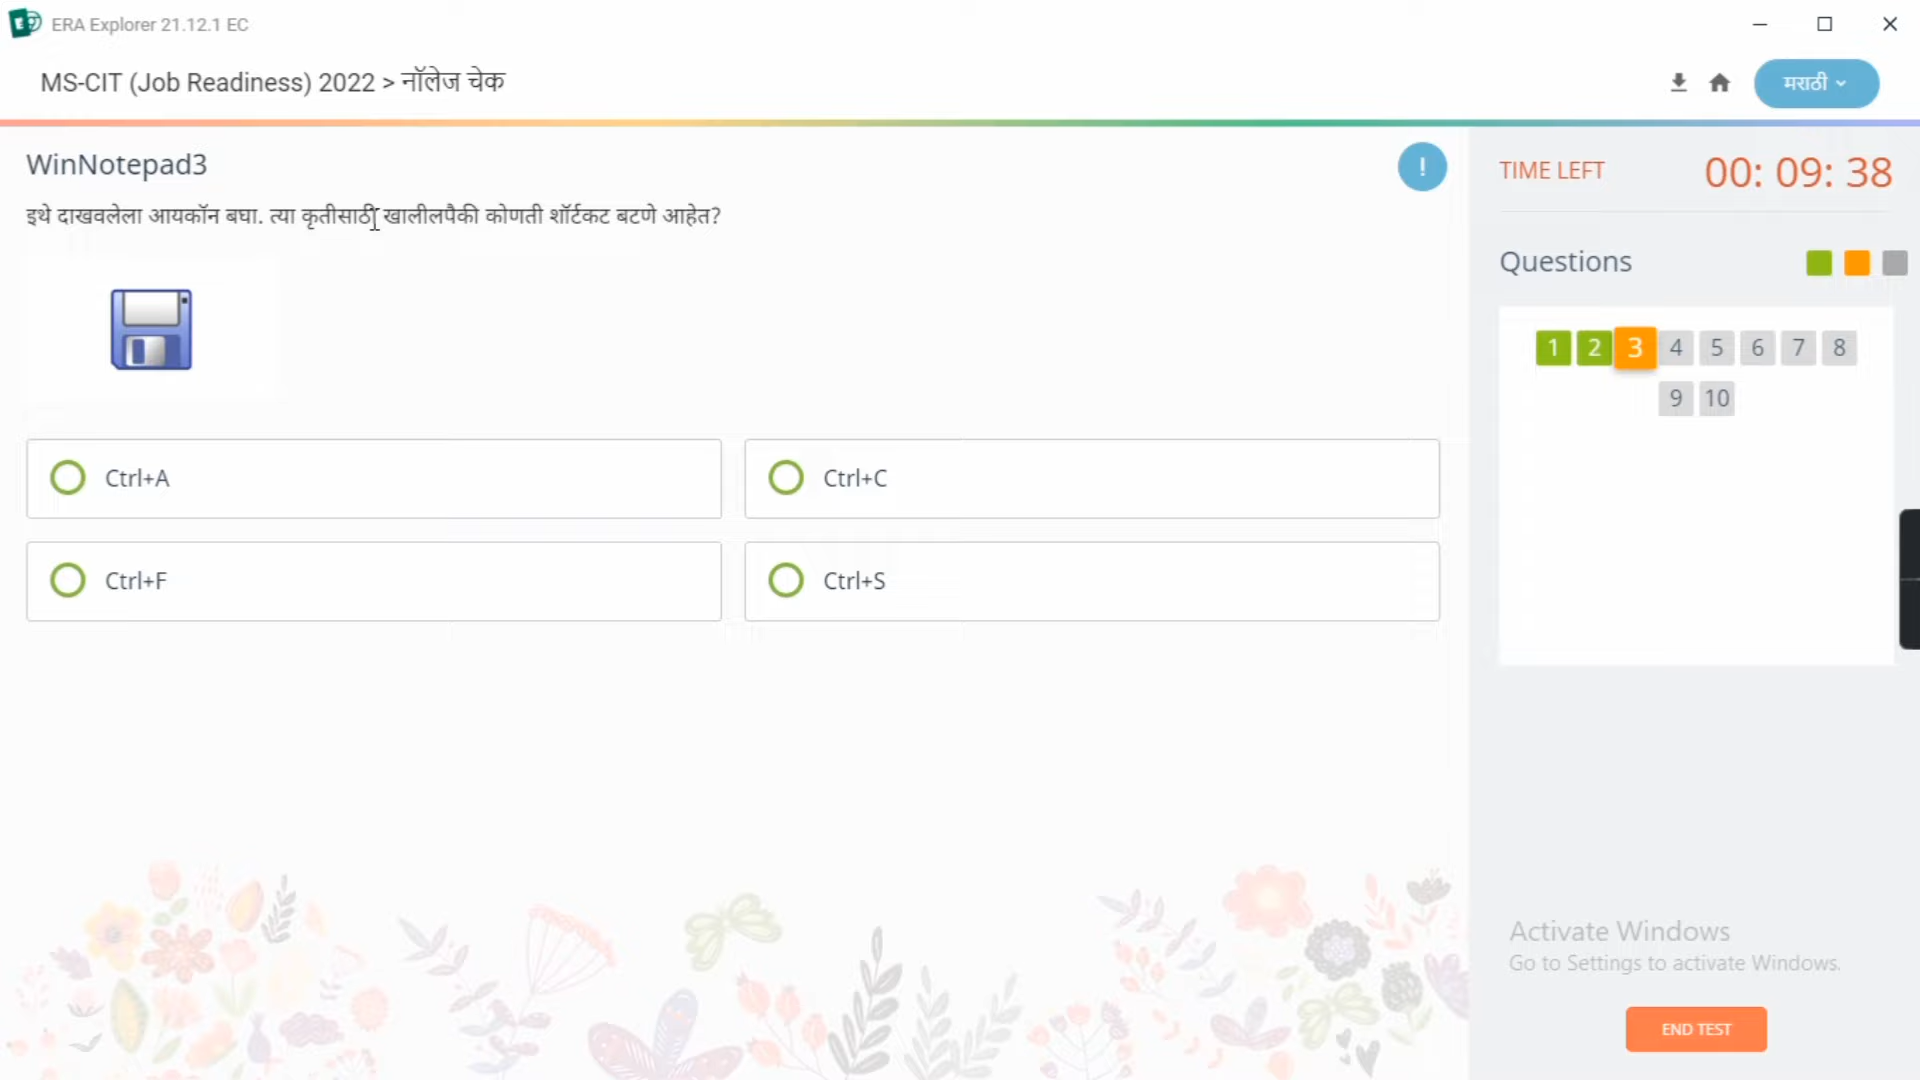 ERA Explorer 21.12.1 EC
MS-CIT (Job Readiness) 2022 > नॉलेज चेक
मराठी
WinNotepad3
!
इथे दाखवलेला आयकॉन बघा. त्या कृतीसाठी खालीलपैकी कोणती शॉर्टकट बटणे आहेत?
Ctrl+A
Ctrl+C
Ctrl+F
Ctrl+S
TIME LEFT 00: 09: 38
Questions
1 2 3 4 5 6 7 8
9 10
Activate Windows
Go to Settings to activate Windows.
END TEST